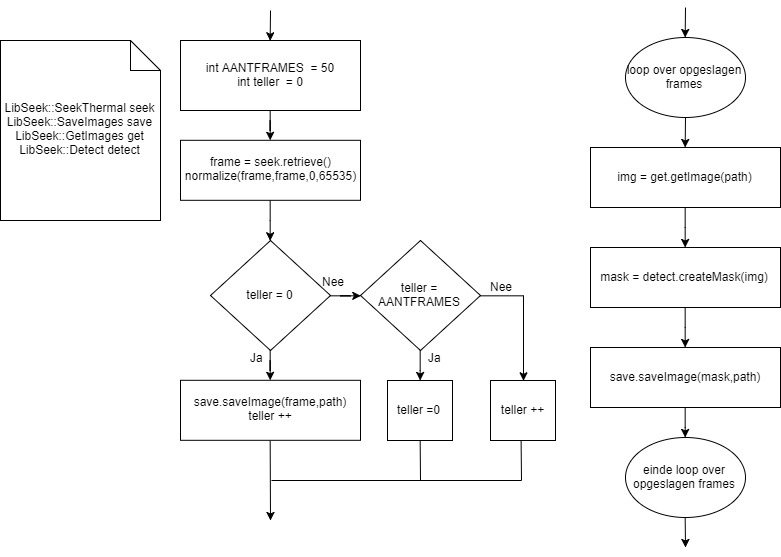 LibSeek::SeekThermal seek
LibSeek::SaveImages save
LibSeek::GetImages get
LibSeek::Detect detect
int AANTFRAMES = 50
int teller = 0
frame = seek.retrieve()
normalize(frame,frame,0,65535)
teller = 0
Nee
teller =
AANTFRAMES
Nee
Ja
Ja
save.saveImage(frame,path)
teller ++
teller =0
teller ++
loop over opgeslagen
frames
img = get.getImage(path)
mask = detect.createMask(img)
save.saveImage(mask,path)
einde loop over
opgeslagen frames